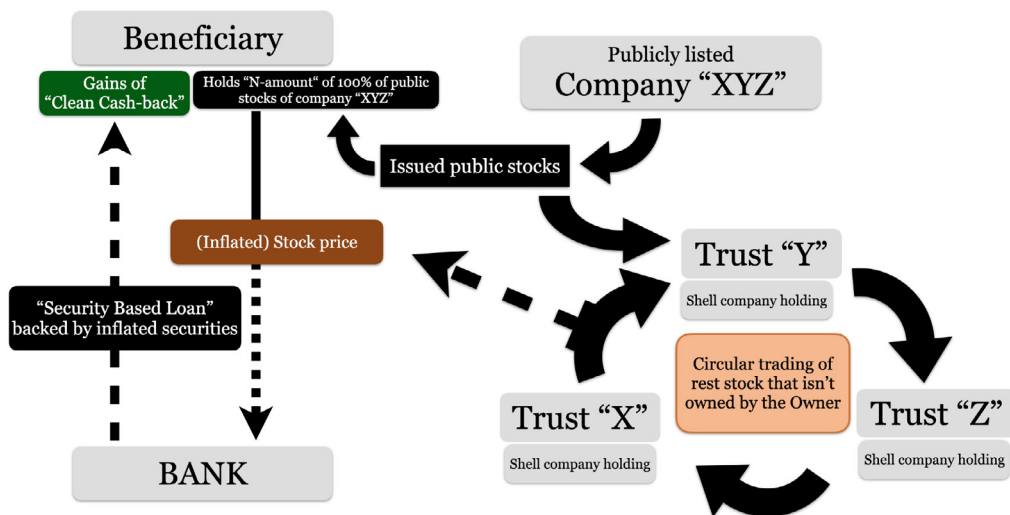 Beneficiary
Gains of
“Clean Cash-back”
Holds “N-amount“ of 100% of public
stocks of company “XYZ”
Publicly listed
Company “XYZ”
Issued public stocks
(Inflated) Stock price
Trust “Y”
Shell company holding
“Security Based Loan”
backed by inflated securities
Circular trading of
rest stock that isn’t
owned by the Owner
Trust “X”
Shell company holding
Trust “Z”
Shell company holding
BANK